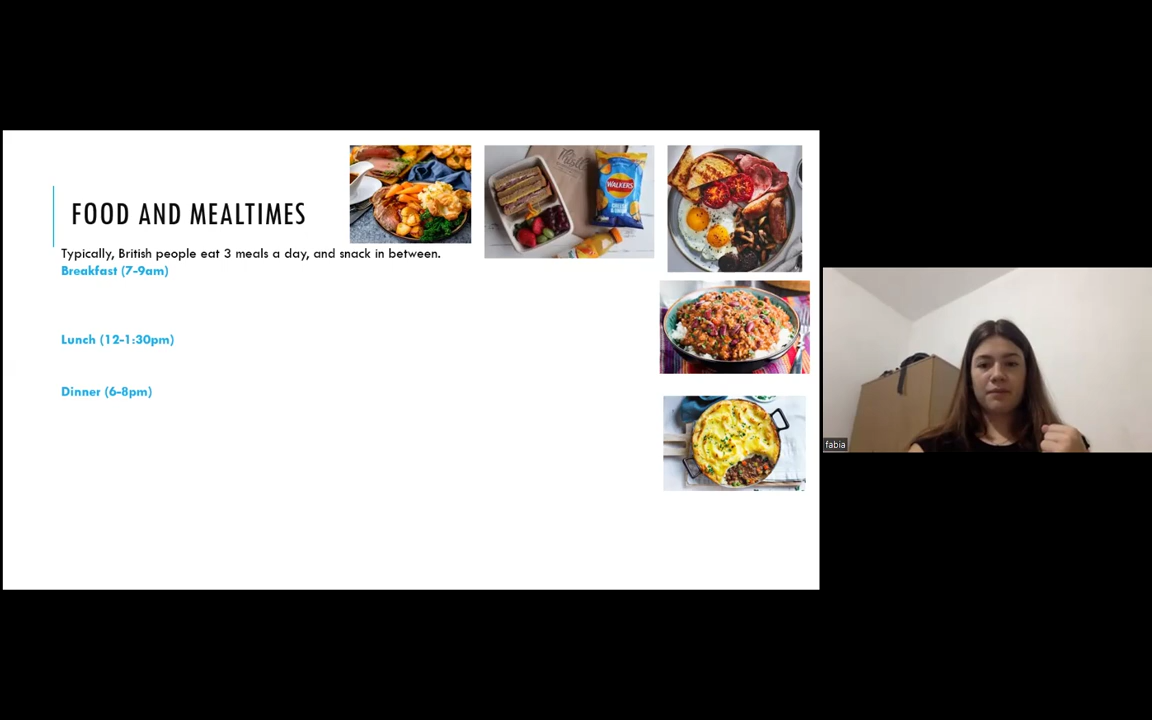 FOOD AND MEALTIMES
WALKERS
Typically, British people eat 3 meals a day, and snack in between.
Breakfast (7-9am)
Lunch (12-1:30pm)
Dinner (6-8pm)
fabia